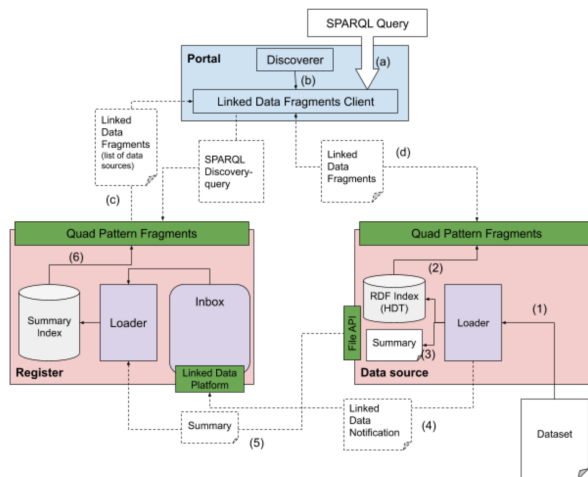 SPARQL Query
Portal
Discoverer
(a)
(b)
Linked Data Fragments Client
Linked
Data
Fragments
(list of data
sources)
SPARQL
Discovery-
query
Linked
Data
Fragments
(d)
(c)
Quad Pattern Fragments
Quad Pattern Fragments
(6)
(2)
Summary
Index
Loader
Inbox
RDF Index
(HDT)
File API
Loader
(1)
Summary
(3)
Register
Linked Data
Platform
Data source
Summary
(5)
Linked
Data
Notification
(4)
Dataset